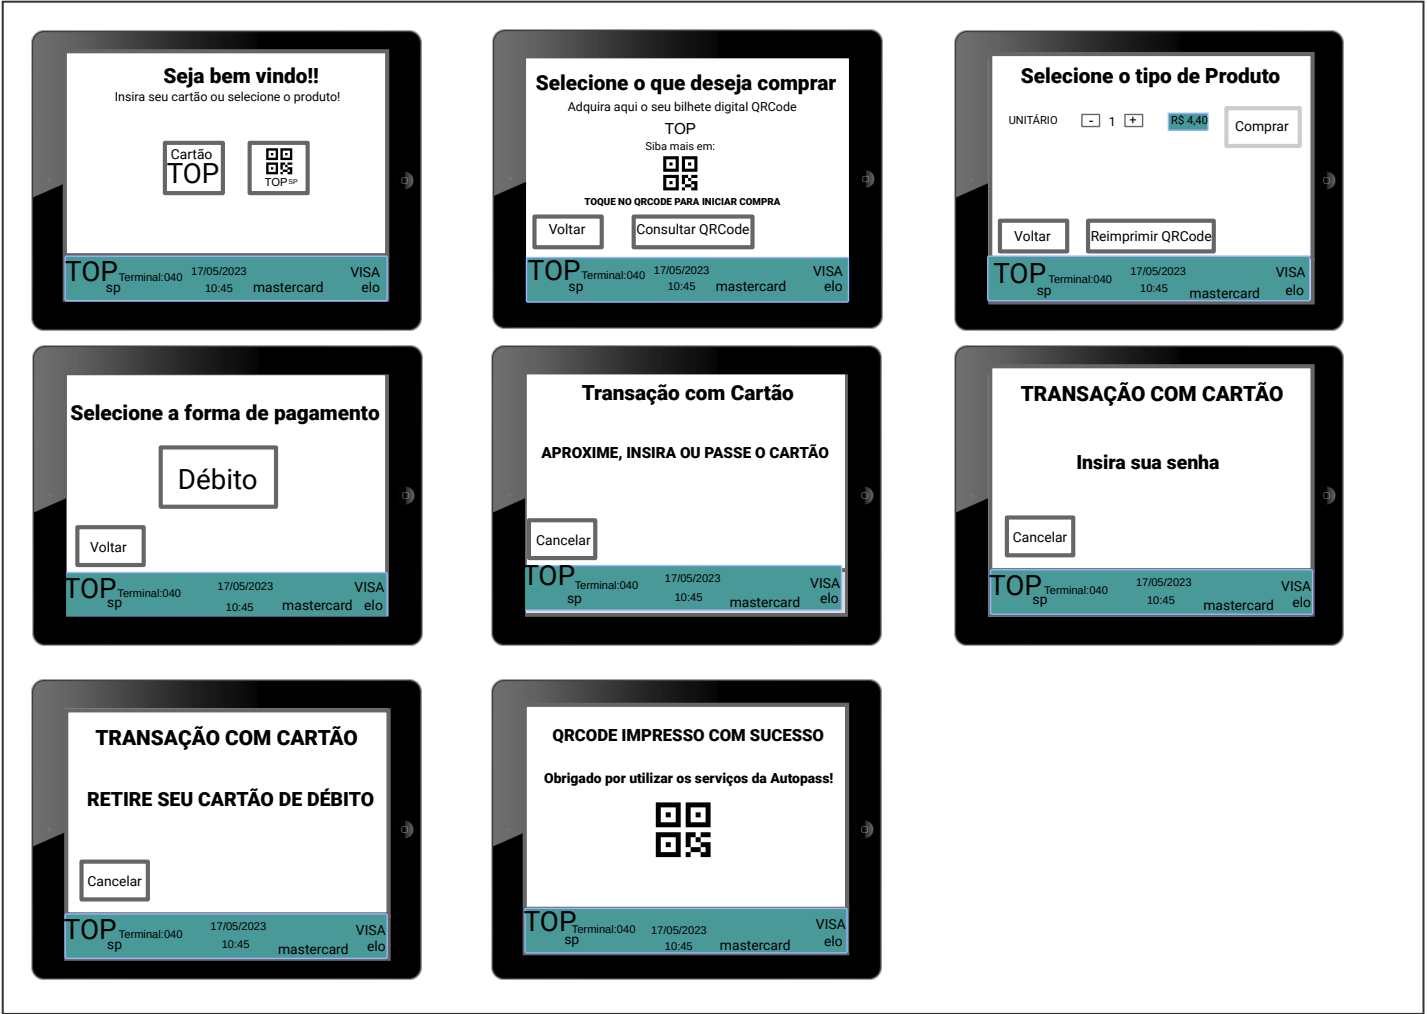 Seja bem vindo!!
Insira seu cartão ou selecione o produto!
Cartão
TOP
TOP SP
TOP sp Terminal:040 17/05/2023 10:45 mastercard VISA elo
Selecione o que deseja comprar
Adquira aqui o seu bilhete digital QRCode
TOP
Siba mais em:
TOQUE NO QRCODE PARA INICIAR COMPRA
Voltar
Consultar QRCode
TOP sp Terminal:040 17/05/2023 10:45 mastercard VISA elo
Selecione o tipo de Produto
UNITÁRIO - 1 + R$ 4,40 Comprar
Voltar
Reimprimir QRCode
TOP sp Terminal:040 17/05/2023 10:45 mastercard VISA elo
Selecione a forma de pagamento
Débito
Voltar
TOP sp Terminal:040 17/05/2023 10:45 mastercard VISA elo
Transação com Cartão
APROXIME, INSIRA OU PASSE O CARTÃO
Cancelar
TOP sp Terminal:040 17/05/2023 10:45 mastercard VISA elo
TRANSAÇÃO COM CARTÃO
Insira sua senha
Cancelar
TOP sp Terminal:040 17/05/2023 10:45 mastercard VISA elo
TRANSAÇÃO COM CARTÃO
RETIRE SEU CARTÃO DE DÉBITO
Cancelar
TOP sp Terminal:040 17/05/2023 10:45 mastercard VISA elo
QRCODE IMPRESSO COM SUCESSO
Obrigado por utilizar os serviços da Autopass!
TOP sp Terminal:040 17/05/2023 10:45 mastercard VISA elo